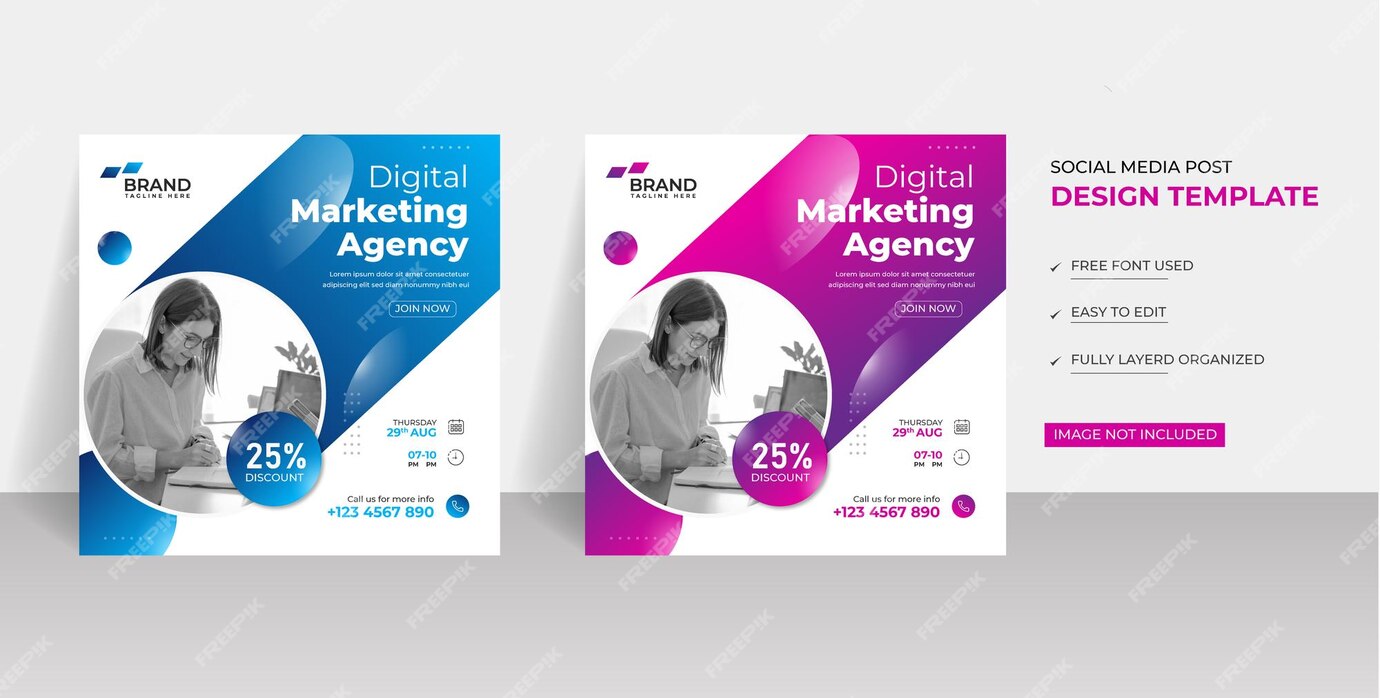 BRAND
TAGLINE HERE
Digital
Marketing
Agency
Lorem ipsum dolor sit amet consectetuer
adipiscing elit sed diam nonummy nibh eui
JOIN NOW
25%
DISCOUNT
THURSDAY
29th AUG
07-10
PM PM
Call us for more info
+123 4567 890
BRAND
TAGLINE HERE
Digital
Marketing
Agency
Lorem ipsum dolor sit amet consectetuer
adipiscing elit sed diam nonummy nibh eui
JOIN NOW
25%
DISCOUNT
THURSDAY
29th AUG
07-10
PM PM
Call us for more info
+123 4567 890
SOCIAL MEDIA POST
DESIGN TEMPLATE
FREE FONT USED
EASY TO EDIT
FULLY LAYERD ORGANIZED
IMAGE NOT INCLUDED
FREEPIK